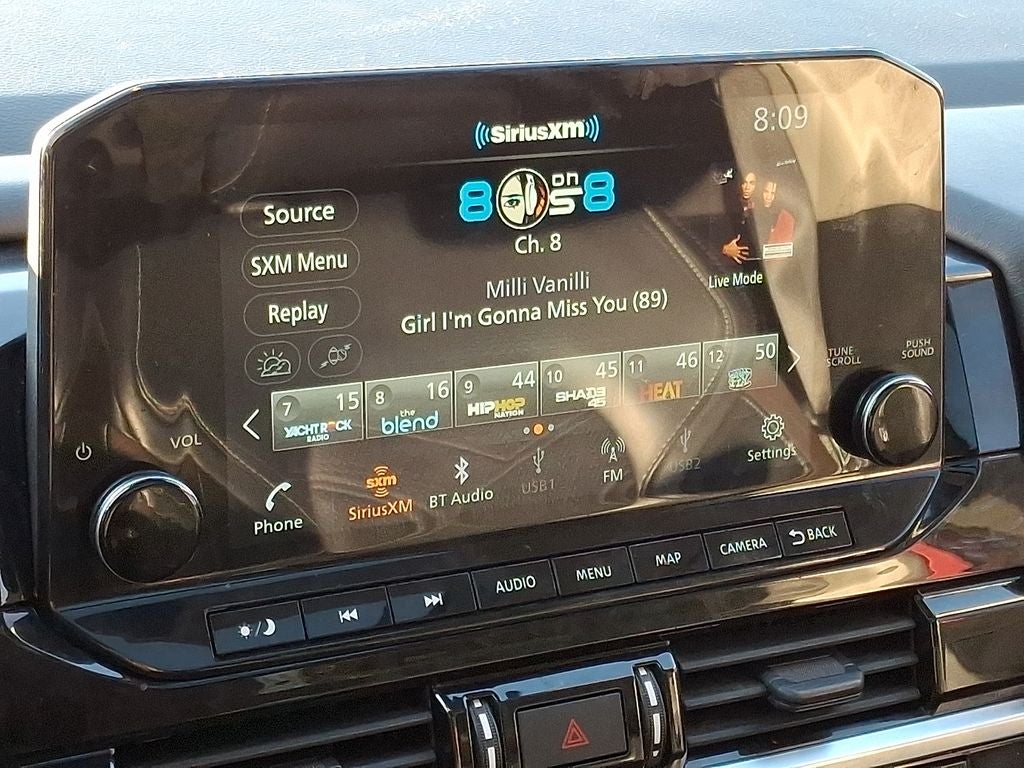 SiriusXM
8:09
8 on 8
Ch. 8
Source
SXM Menu
Replay
Milli Vanilli
Girl I'm Gonna Miss You (89)
Live Mode
TUNE
SCROLL
PUSH
SOUND
VOL
7 15
YACHT ROCK
RADIO
8 16
the
blend
9 44
HIPHOP
NATION
10 45
SHADE
45
11 46
HEAT
12 50
Phone
sxm
SiriusXM
BT Audio
USB1
FM
USB2
Settings
AUDIO
MENU
MAP
CAMERA
BACK